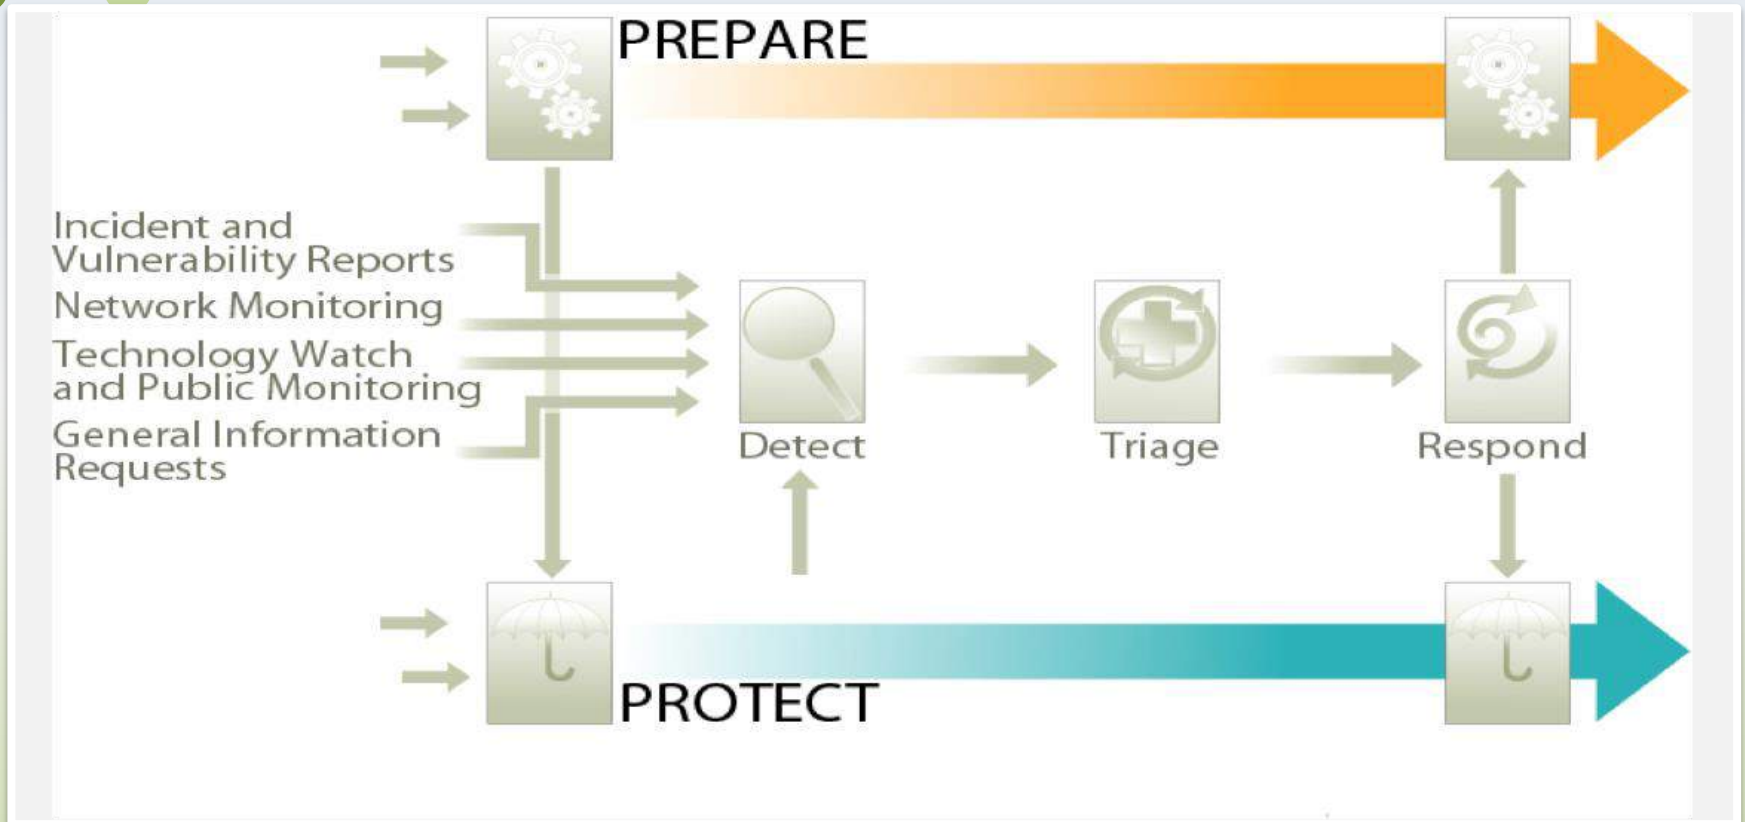 PREPARE
Incident and
Vulnerability Reports
Network Monitoring
Technology Watch
and Public Monitoring
General Information
Requests
Detect
Triage
Respond
PROTECT